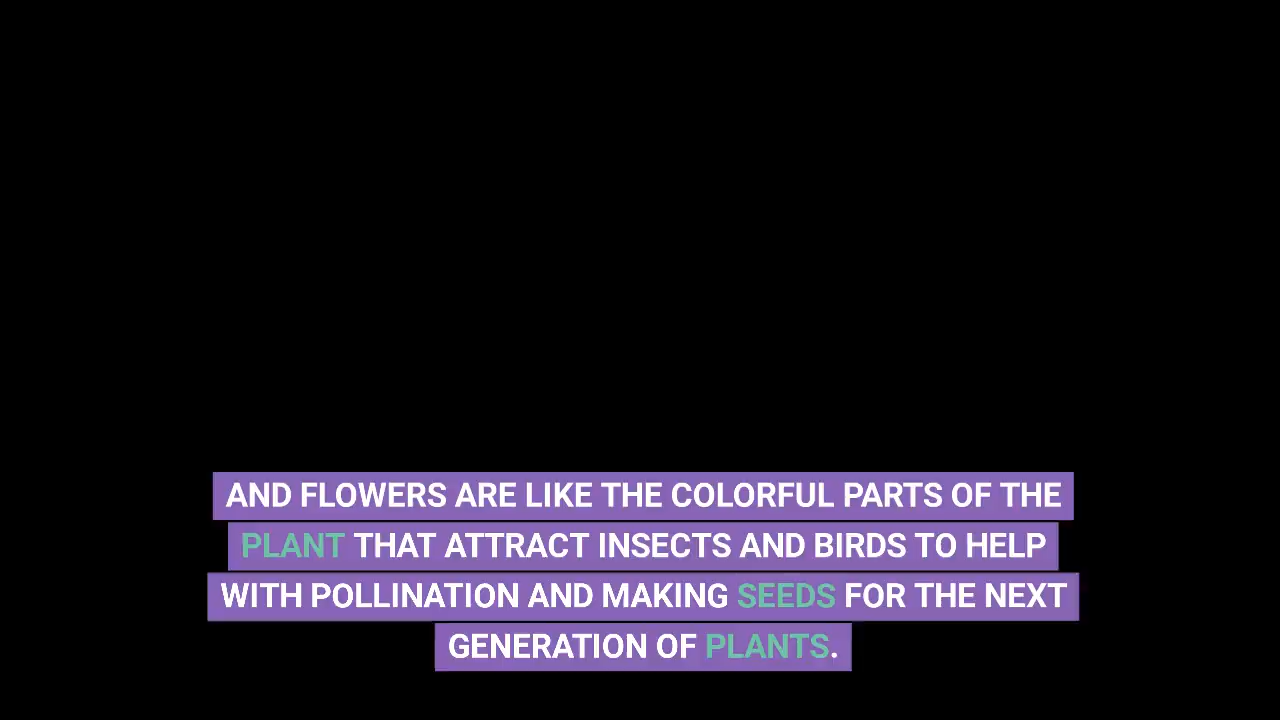 AND FLOWERS ARE LIKE THE COLORFUL PARTS OF THE
PLANT THAT ATTRACT INSECTS AND BIRDS TO HELP
WITH POLLINATION AND MAKING SEEDS FOR THE NEXT
GENERATION OF PLANTS.